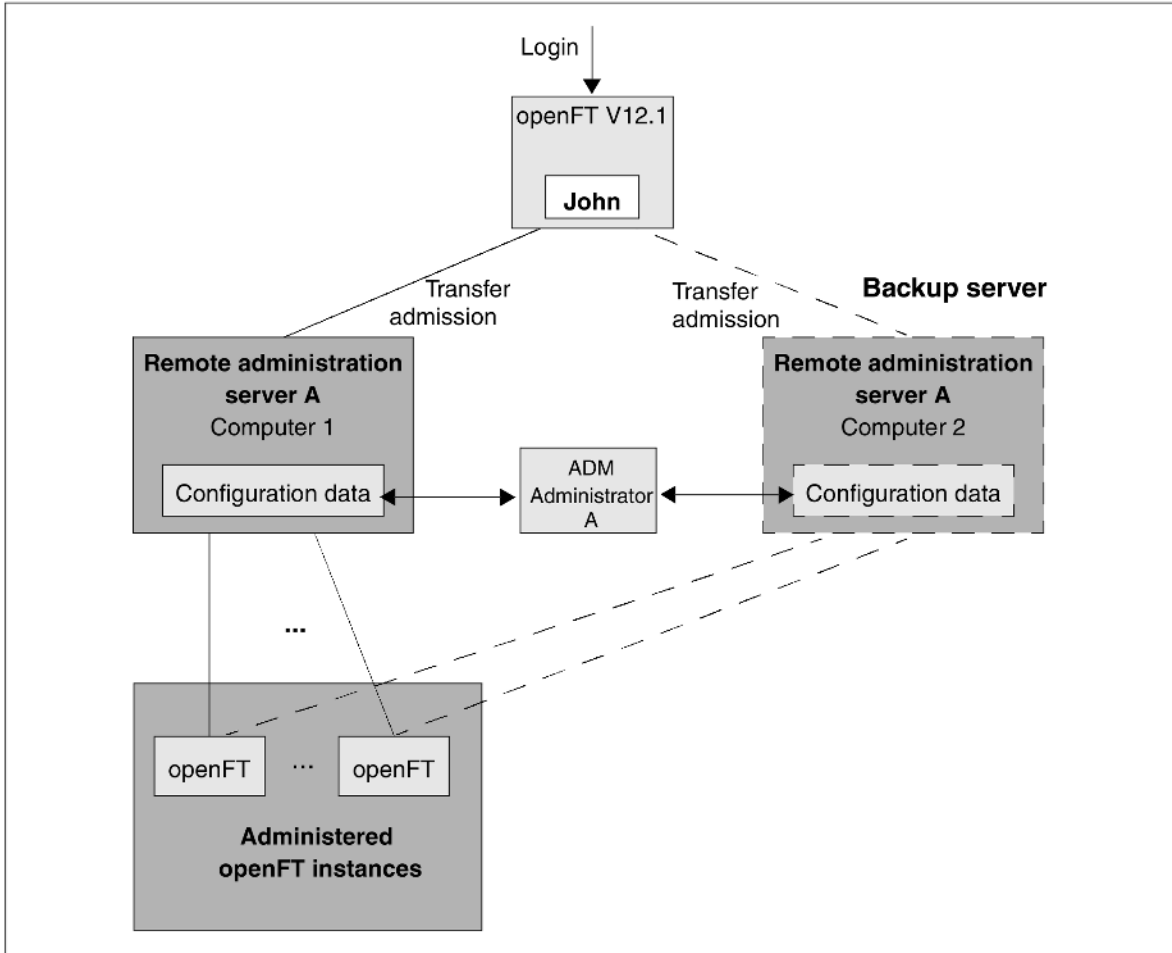 Login
openFT V12.1
John
Transfer
admission
Transfer
admission
Backup server
Remote administration
server A
Computer 1
Configuration data
ADM
Administrator
A
Remote administration
server A
Computer 2
Configuration data
...
openFT
...
openFT
Administered
openFT instances